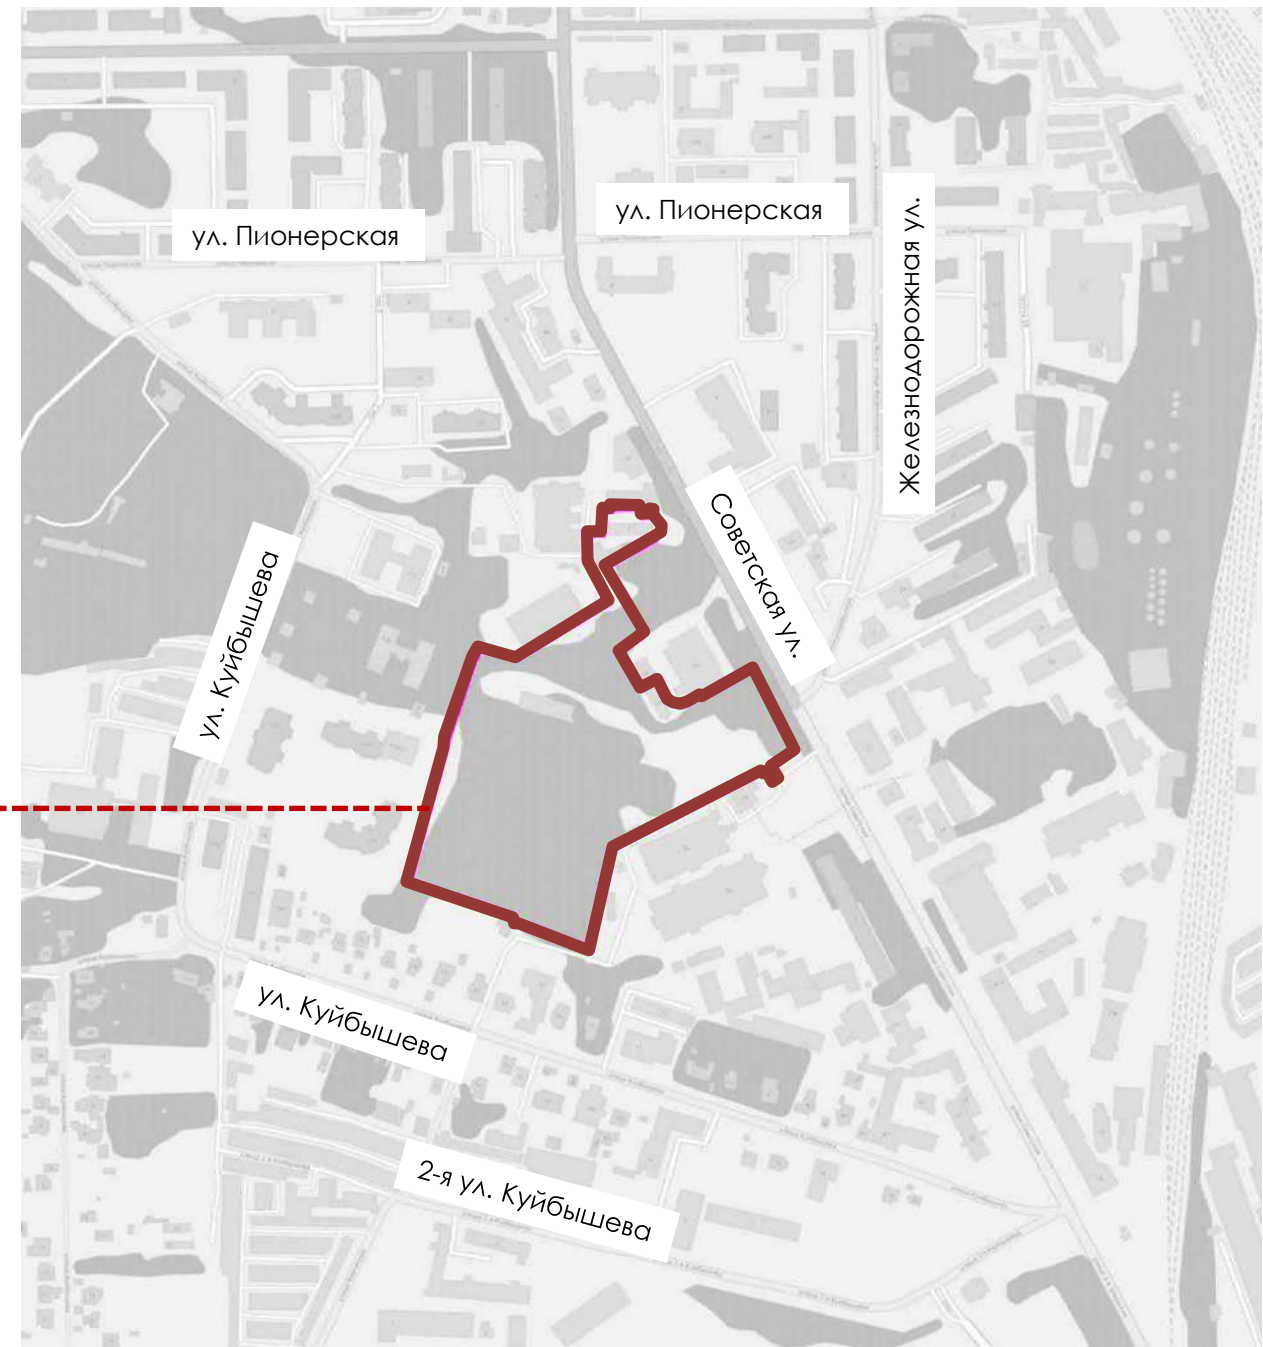 ул. Пионерская
ул. Пионерская
Железнодорожная ул.
Советская ул.
ул. Куйбышева
ул. Куйбышева
2-я ул. Куйбышева